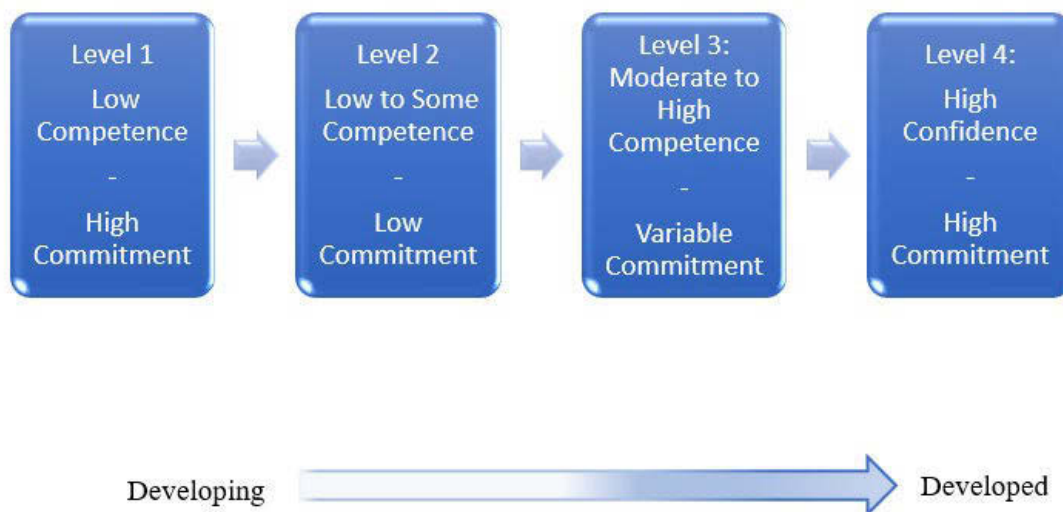 Level 1
Low
Competence
-
High
Commitment
Level 2
Low to Some
Competence
-
Low
Commitment
Level 3:
Moderate to
High
Competence
-
Variable
Commitment
Level 4:
High
Confidence
-
High
Commitment
Developing
Developed